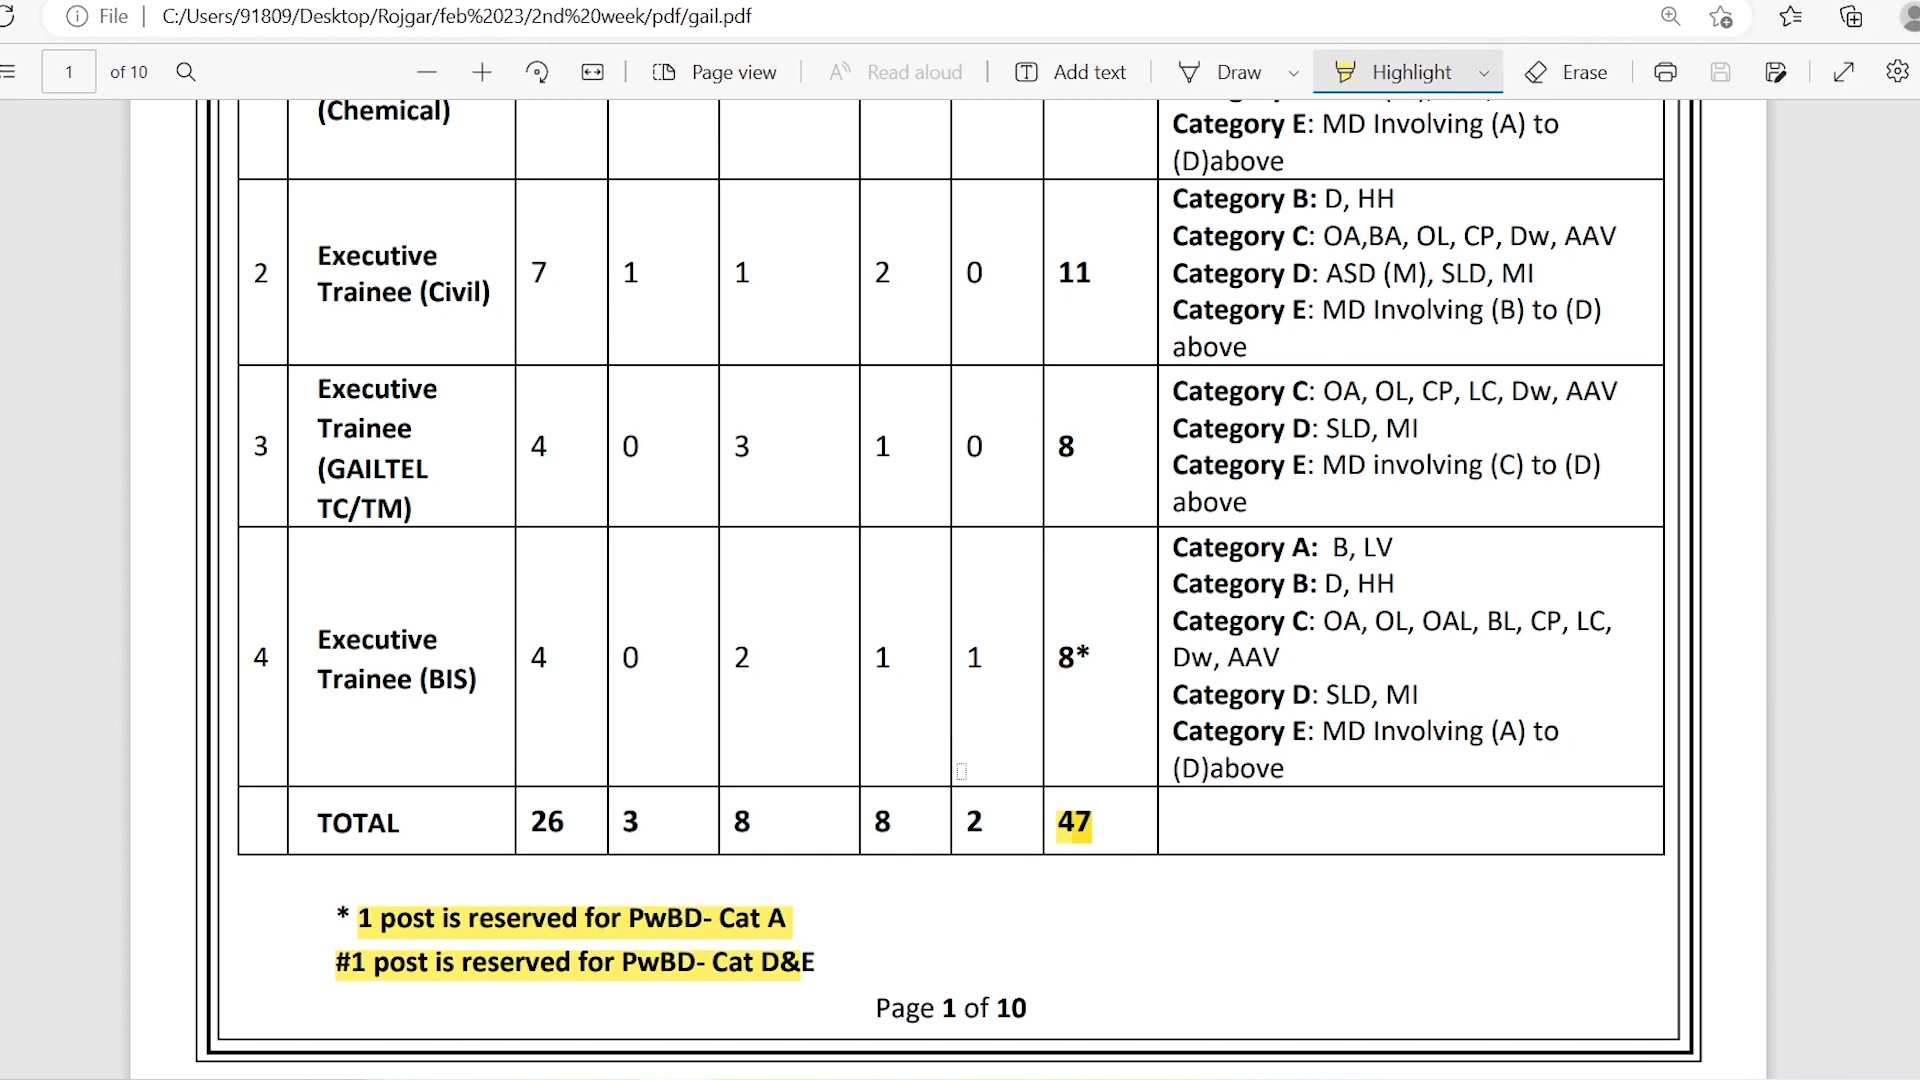 File C:/Users/91809/Desktop/Rojgar/feb%2023/2nd%20week/pdf/gail.pdf
1 of 10 Page view Read aloud Add text Draw Highlight Erase
(Chemical)
Category E: MD Involving (A) to
(D)above
2 Executive
Trainee (Civil) 7 1 1 2 0 11
Category B: D, HH
Category C: OA,BA, OL, CP, Dw, AAV
Category D: ASD (M), SLD, MI
Category E: MD Involving (B) to (D)
above
3 Executive
Trainee
(GAILTEL
TC/TM) 4 0 3 1 0 8
Category C: OA, OL, CP, LC, Dw, AAV
Category D: SLD, MI
Category E: MD involving (C) to (D)
above
4 Executive
Trainee (BIS) 4 0 2 1 1 8*
Category A: B, LV
Category B: D, HH
Category C: OA, OL, OAL, BL, CP, LC,
Dw, AAV
Category D: SLD, MI
Category E: MD Involving (A) to
(D)above
TOTAL 26 3 8 8 2 47
* 1 post is reserved for PwBD- Cat A
#1 post is reserved for PwBD- Cat D&E
Page 1 of 10